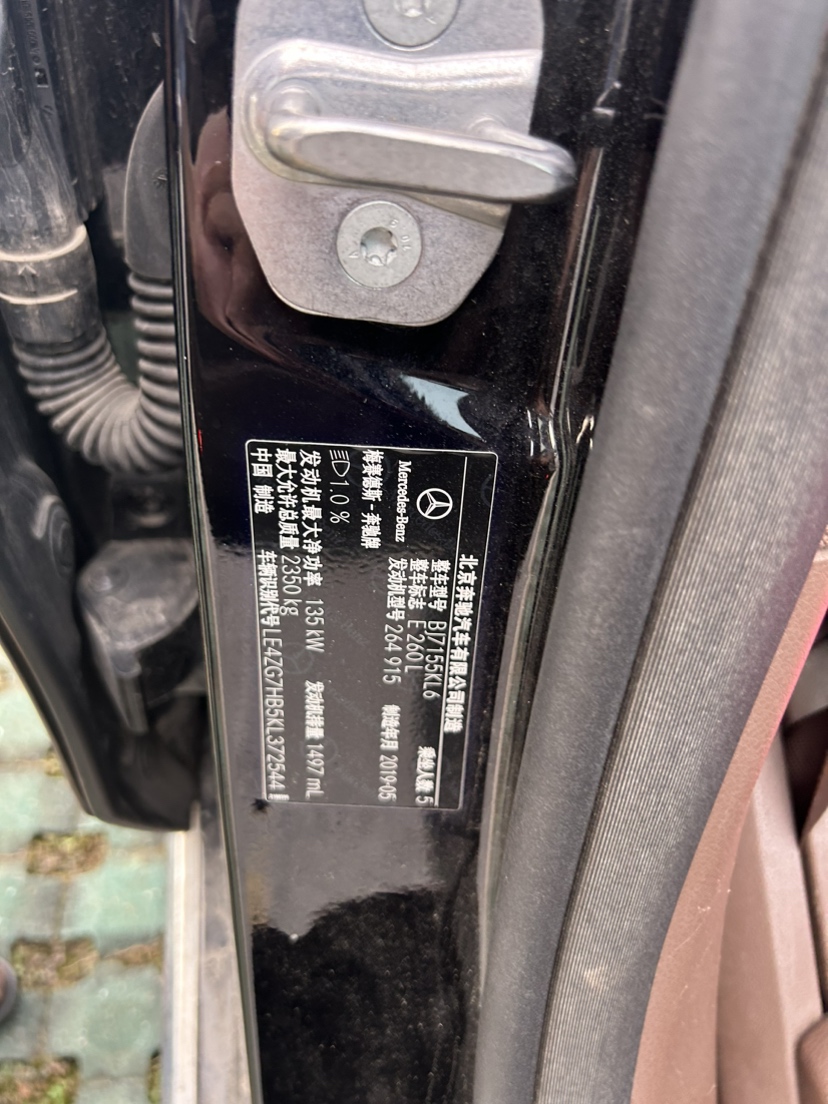 北京奔驰汽车有限公司制造
Mercedes-Benz
梅赛德斯-奔驰牌
整车型号 BJ7155KL6
整车标志 E 260 L
乘坐人数 5
发动机型号 264 915
制造年月 2019-05
1.0 %
发动机最大净功率 135 kW
发动机排量 1497 mL
最大允许总质量 2350 kg
中国 制造
车辆识别代号 LE4ZG7HB5KL372544